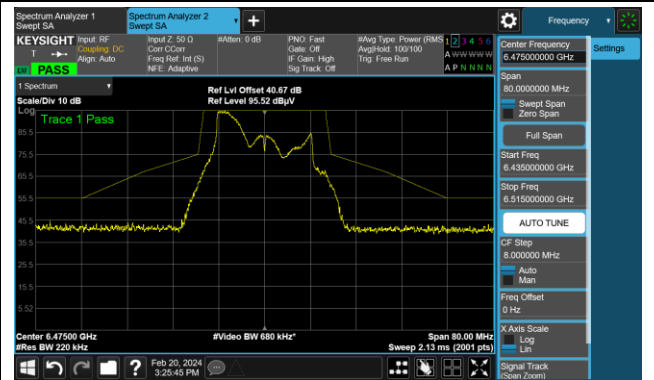 Spectrum Analyzer 1
Swept SA
Spectrum Analyzer 2
Swept SA
Frequency
KEYSIGHT
T
LNI PASS
Input: RF
Coupling: DC
Align: Auto
Input Z: 50 Ω
Corr CCorr
Freq Ref: Int (S)
NFE: Adaptive
#Atten: 0 dB
PNO: Fast
Gate: Off
IF Gain: High
Sig Track: Off
#Avg Type: Power (RMS
Avg|Hold: 100/100
Trig: Free Run
1 2 3 4 5 6
A W W W W W
A P N N N N
Center Frequency
6.475000000 GHz
Settings
Span
80.0000000 MHz
Swept Span
Zero Span
Full Span
Start Freq
6.435000000 GHz
Stop Freq
6.515000000 GHz
AUTO TUNE
CF Step
8.000000 MHz
Auto
Man
Freq Offset
0 Hz
X Axis Scale
Log
Lin
Signal Track
(Span Zoom)
1 Spectrum
Scale/Div 10 dB
Ref Lvl Offset 40.67 dB
Ref Level 95.52 dBµV
Log
Trace 1 Pass
85.5
75.5
65.5
55.5
45.5
35.5
25.5
15.5
5.52
Center 6.47500 GHz
#Res BW 220 kHz
#Video BW 680 kHz*
Span 80.00 MHz
Sweep 2.13 ms (2001 pts)
?
Feb 20, 2024
3:25:45 PM